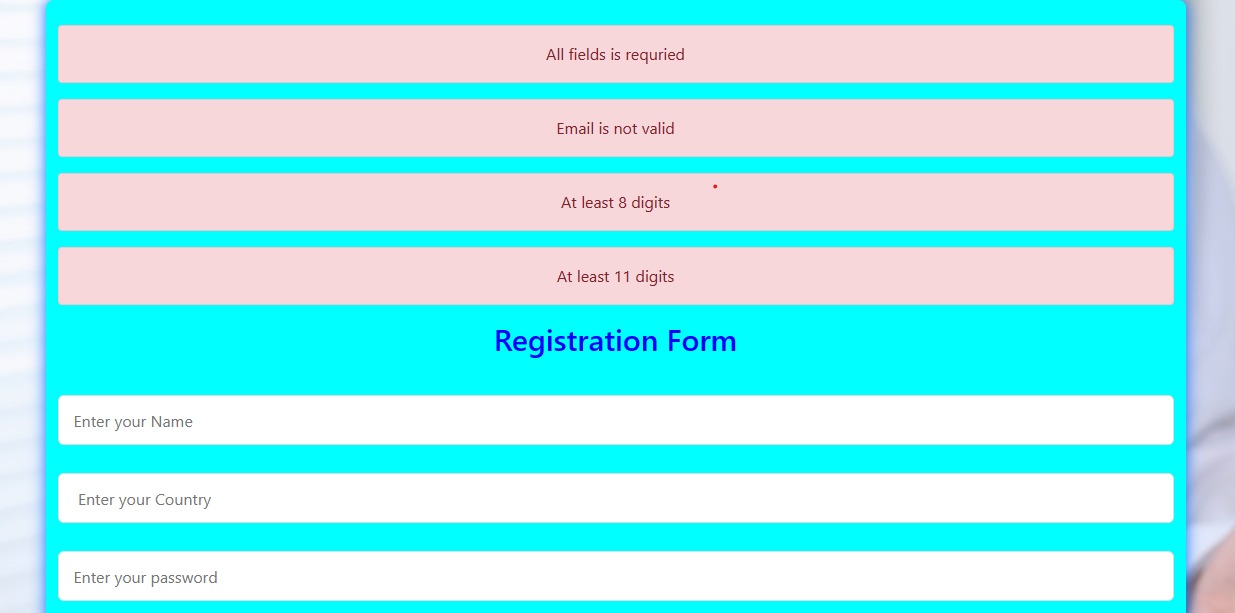 All fields is requried
Email is not valid
At least 8 digits
At least 11 digits
Registration Form
Enter your Name
Enter your Country
Enter your password